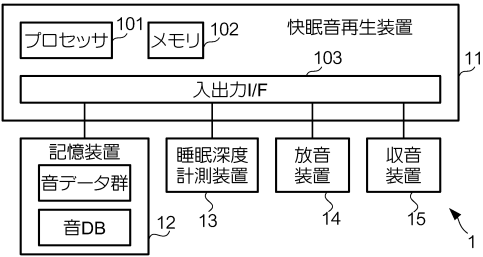 快眠音再生装置
プロセッサ 101
メモリ 102
103
入出力I/F
11
記憶装置
音データ群
音DB
12
睡眠深度
計測装置
13
放音
装置
14
収音
装置
15
1